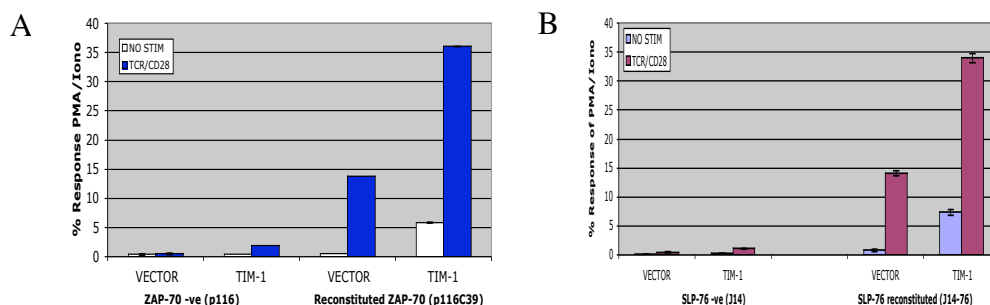 A
% Response PMA/Iono
40
35
30
25
20
15
10
5
0
NO STIM
TCR/CD28
VECTOR TIM-1 VECTOR TIM-1
ZAP-70 -ve (p116) Reconstituted ZAP-70 (p116C39)
B
% Response of PMA/Iono
40
35
30
25
20
15
10
5
0
NO STIM
TCR/CD28
VECTOR TIM-1 VECTOR TIM-1
SLP-76 -ve (J14) SLP-76 reconstituted (J14-76)